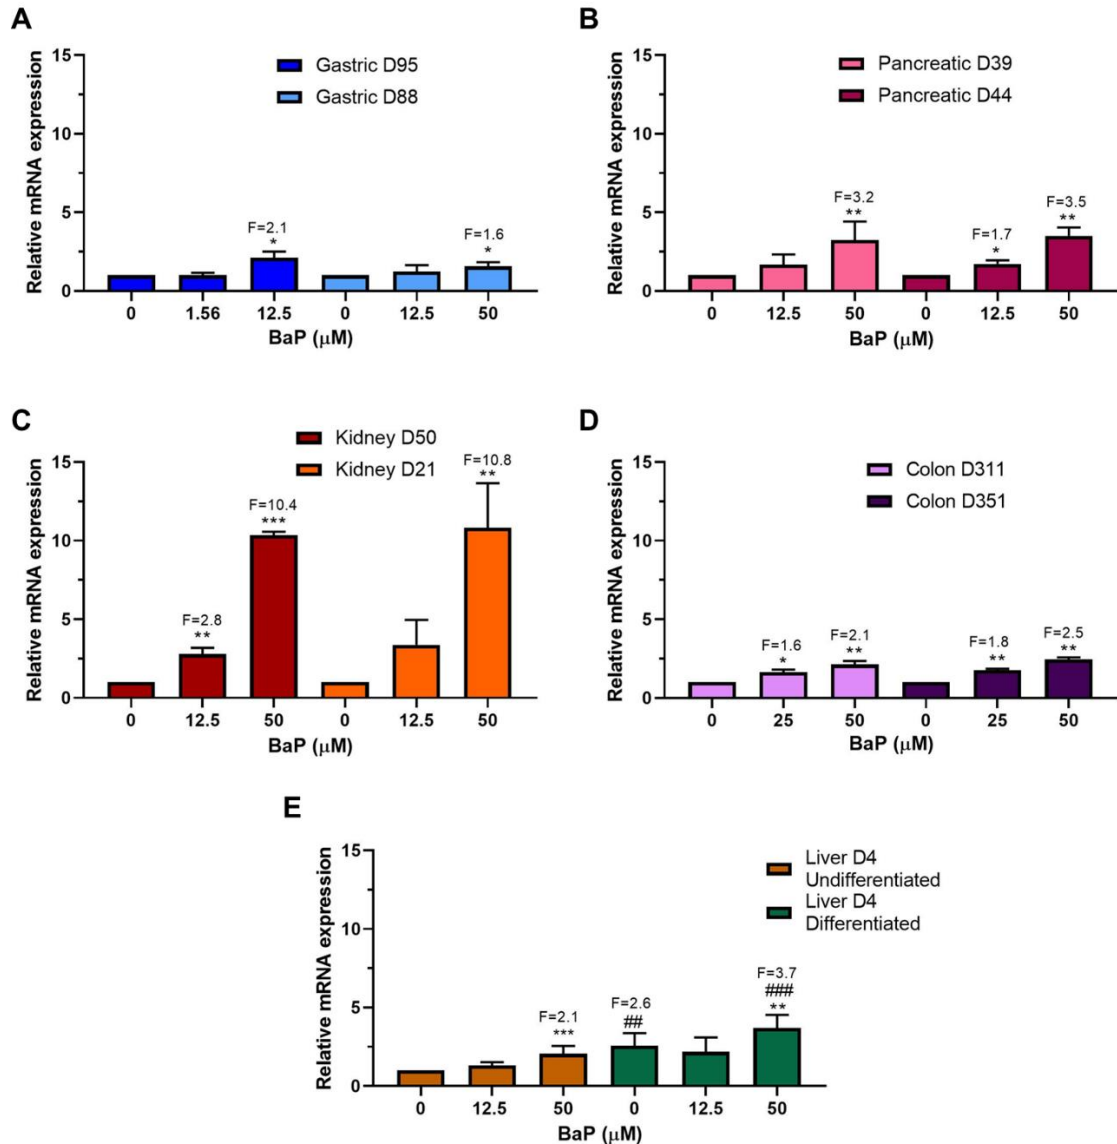 A
Gastric D95
Gastric D88
Relative mRNA expression
15
10
5
0
F=2.1
*
F=1.6
*
0 1.56 12.5 0 12.5 50
BaP (μM)
B
Pancreatic D39
Pancreatic D44
Relative mRNA expression
15
10
5
0
F=3.2
**
F=1.7
*
F=3.5
**
0 12.5 50 0 12.5 50
BaP (μM)
C
Kidney D50
Kidney D21
Relative mRNA expression
15
10
5
0
F=2.8
**
F=10.4
***
F=10.8
**
0 12.5 50 0 12.5 50
BaP (μM)
D
Colon D311
Colon D351
Relative mRNA expression
15
10
5
0
F=1.6
*
F=2.1
**
F=1.8
**
F=2.5
**
0 25 50 0 25 50
BaP (μM)
E
Liver D4
Undifferentiated
Liver D4
Differentiated
Relative mRNA expression
15
10
5
0
F=2.1
***
F=2.6
##
F=3.7
###
**
0 12.5 50 0 12.5 50
BaP (μM)